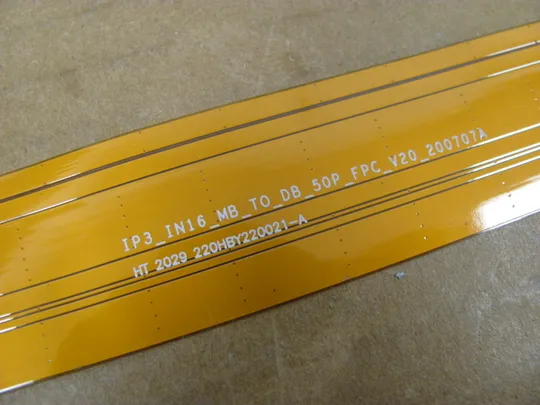 IP3_IN16_MB_TO_DB_50P_FPC_V20_200707A
HT 2029 220HBY220021-A